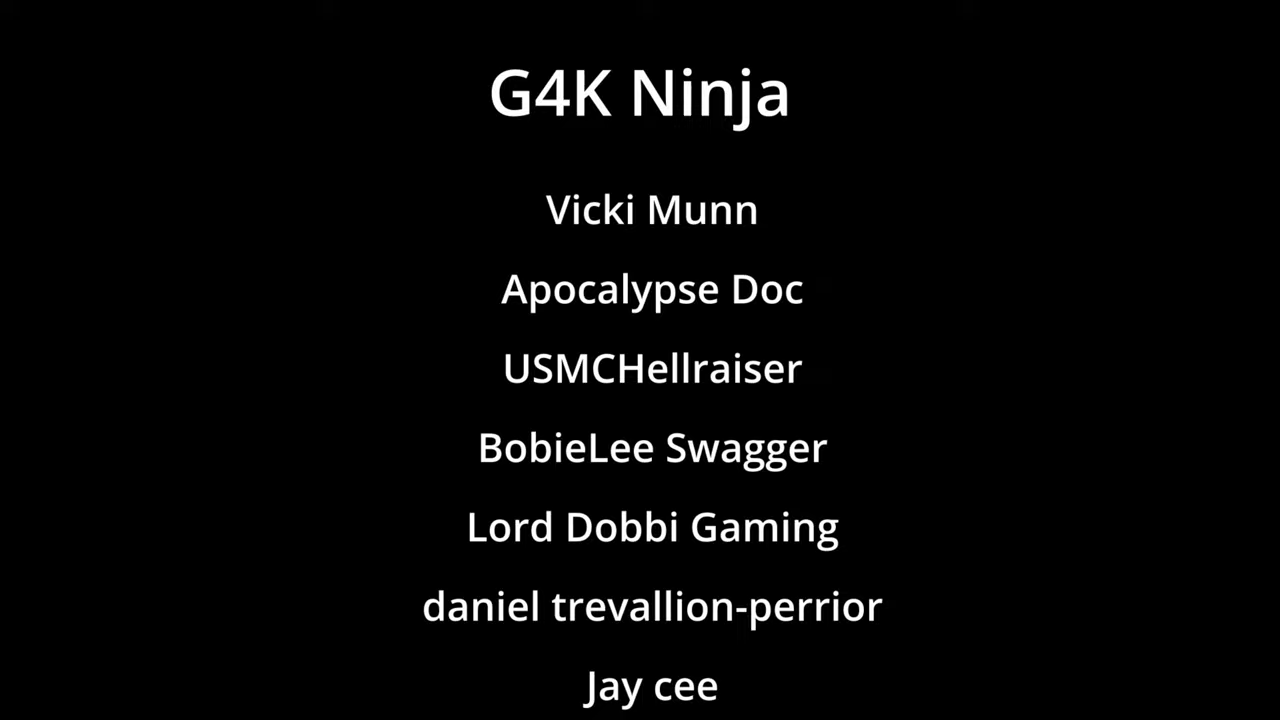 G4K Ninja
Vicki Munn
Apocalypse Doc
USMCHellraiser
BobieLee Swagger
Lord Dobbi Gaming
daniel trevallion-perrior
Jay cee